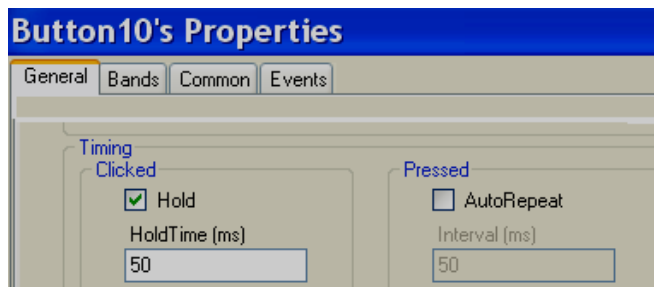 Button10's Properties
General Bands Common Events
Timing
Clicked Pressed
Hold AutoRepeat
HoldTime (ms) Interval (ms)
50 50